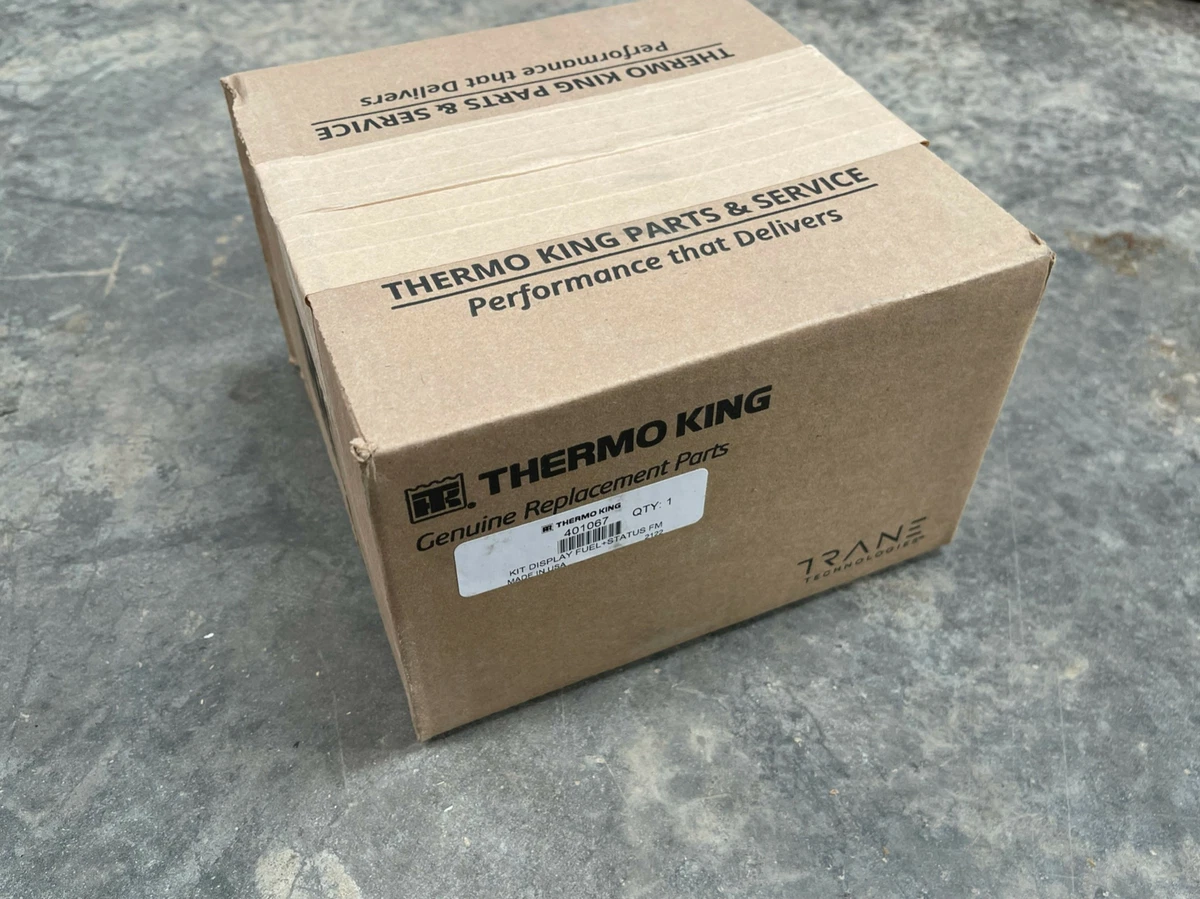 THERMO KING PARTS & SERVICE
Performance that Delivers
THERMO KING PARTS & SERVICE
Performance that Delivers
THERMO KING
Genuine Replacement Parts
THERMO KING
401067 QTY: 1
KIT DISPLAY FUEL+STATUS FM
MADE IN USA 2122
TRANE
TECHNOLOGIES